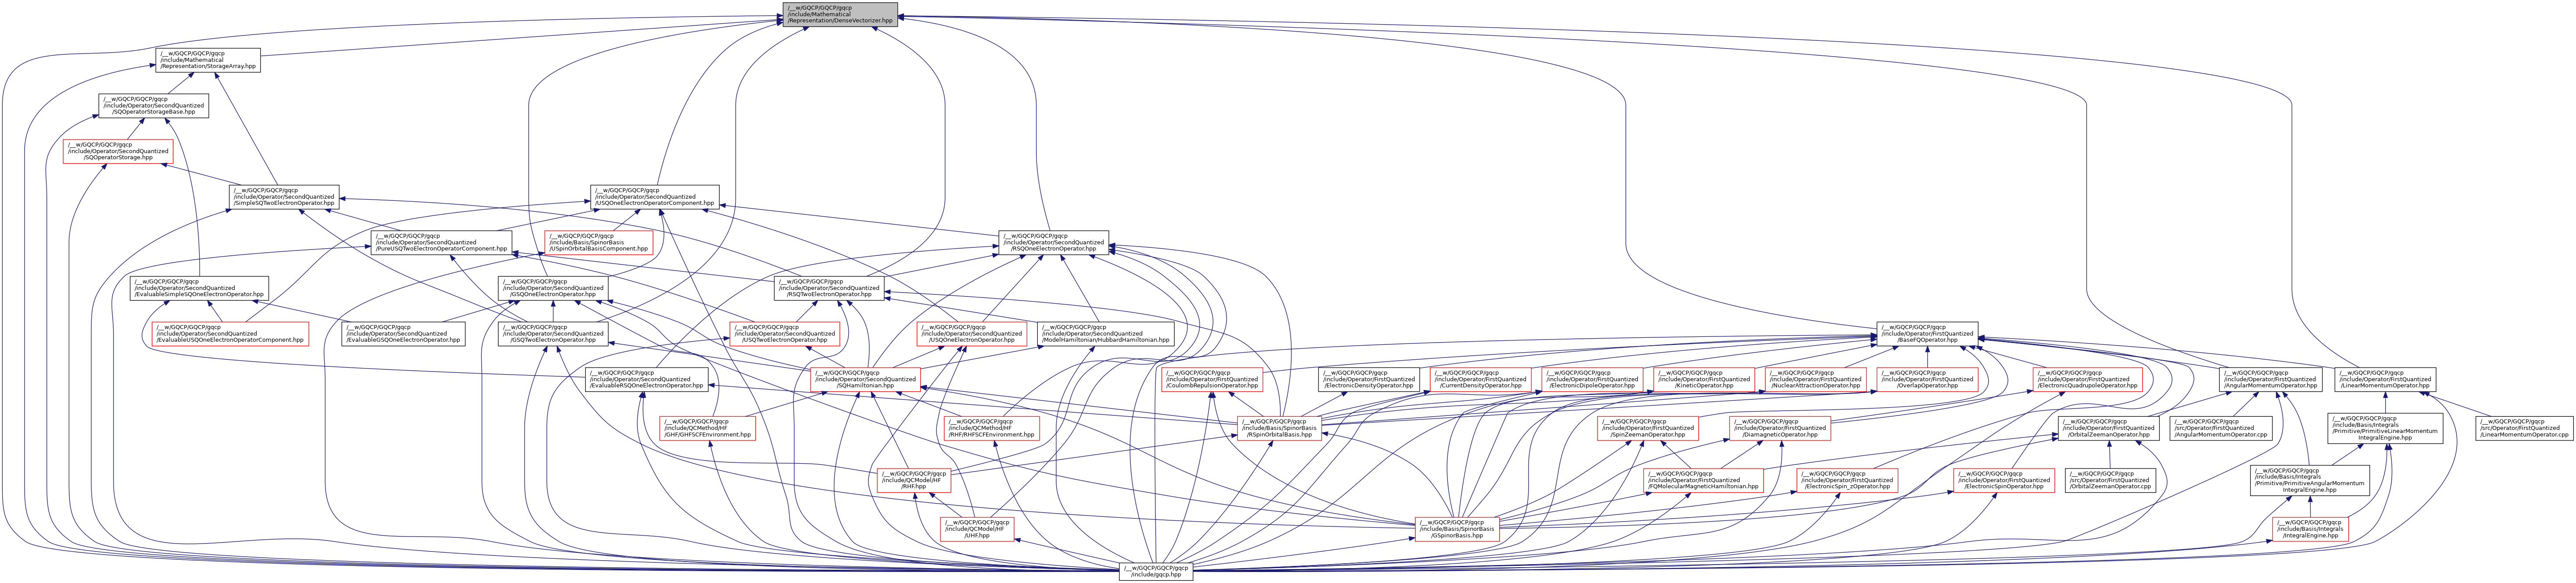 /__w/GQCP/GQCP/gqcp
/include/Mathematical
/Representation/DenseVectorizer.hpp
/__w/GQCP/GQCP/gqcp
/include/Mathematical
/Representation/StorageArray.hpp
/__w/GQCP/GQCP/gqcp
/include/Operator/SecondQuantized
/SQOperatorStorageBase.hpp
/__w/GQCP/GQCP/gqcp
/include/Operator/SecondQuantized
/SQOperatorStorage.hpp
/__w/GQCP/GQCP/gqcp
/include/Operator/SecondQuantized
/SimpleSQTwoElectronOperator.hpp
/__w/GQCP/GQCP/gqcp
/include/Operator/SecondQuantized
/USQOneElectronOperatorComponent.hpp
/__w/GQCP/GQCP/gqcp
/include/Operator/SecondQuantized
/PureUSQTwoElectronOperatorComponent.hpp
/__w/GQCP/GQCP/gqcp
/include/Basis/SpinorBasis
/USpinOrbitalBasisComponent.hpp
/__w/GQCP/GQCP/gqcp
/include/Operator/SecondQuantized
/RSQOneElectronOperator.hpp
/__w/GQCP/GQCP/gqcp
/include/Operator/SecondQuantized
/EvaluableSimpleSQOneElectronOperator.hpp
/__w/GQCP/GQCP/gqcp
/include/Operator/SecondQuantized
/GSQOneElectronOperator.hpp
/__w/GQCP/GQCP/gqcp
/include/Operator/SecondQuantized
/RSQTwoElectronOperator.hpp
/__w/GQCP/GQCP/gqcp
/include/Operator/SecondQuantized
/EvaluableUSQOneElectronOperatorComponent.hpp
/__w/GQCP/GQCP/gqcp
/include/Operator/SecondQuantized
/EvaluableGSQOneElectronOperator.hpp
/__w/GQCP/GQCP/gqcp
/include/Operator/SecondQuantized
/GSQTwoElectronOperator.hpp
/__w/GQCP/GQCP/gqcp
/include/Operator/SecondQuantized
/USQTwoElectronOperator.hpp
/__w/GQCP/GQCP/gqcp
/include/Operator/SecondQuantized
/USQOneElectronOperator.hpp
/__w/GQCP/GQCP/gqcp
/include/Operator/SecondQuantized
/ModelHamiltonian/HubbardHamiltonian.hpp
/__w/GQCP/GQCP/gqcp
/include/Operator/FirstQuantized
/BaseFQOperator.hpp
/__w/GQCP/GQCP/gqcp
/include/Operator/SecondQuantized
/EvaluableRSQOneElectronOperator.hpp
/__w/GQCP/GQCP/gqcp
/include/Operator/SecondQuantized
/SQHamiltonian.hpp
/__w/GQCP/GQCP/gqcp
/include/Operator/FirstQuantized
/CoulombRepulsionOperator.hpp
/__w/GQCP/GQCP/gqcp
/include/Operator/FirstQuantized
/ElectronicDensityOperator.hpp
/__w/GQCP/GQCP/gqcp
/include/Operator/FirstQuantized
/CurrentDensityOperator.hpp
/__w/GQCP/GQCP/gqcp
/include/Operator/FirstQuantized
/ElectronicDipoleOperator.hpp
/__w/GQCP/GQCP/gqcp
/include/Operator/FirstQuantized
/KineticOperator.hpp
/__w/GQCP/GQCP/gqcp
/include/Operator/FirstQuantized
/NuclearAttractionOperator.hpp
/__w/GQCP/GQCP/gqcp
/include/Operator/FirstQuantized
/OverlapOperator.hpp
/__w/GQCP/GQCP/gqcp
/include/Operator/FirstQuantized
/ElectronicQuadrupoleOperator.hpp
/__w/GQCP/GQCP/gqcp
/include/Operator/FirstQuantized
/AngularMomentumOperator.hpp
/__w/GQCP/GQCP/gqcp
/include/Operator/FirstQuantized
/LinearMomentumOperator.hpp
/__w/GQCP/GQCP/gqcp
/include/QCMethod/HF
/GHF/GHFSCFEnvironment.hpp
/__w/GQCP/GQCP/gqcp
/include/QCMethod/HF
/RHF/RHFSCFEnvironment.hpp
/__w/GQCP/GQCP/gqcp
/include/Basis/SpinorBasis
/RSpinOrbitalBasis.hpp
/__w/GQCP/GQCP/gqcp
/include/Operator/FirstQuantized
/SpinZeemanOperator.hpp
/__w/GQCP/GQCP/gqcp
/include/Operator/FirstQuantized
/DiamagneticOperator.hpp
/__w/GQCP/GQCP/gqcp
/include/Operator/FirstQuantized
/OrbitalZeemanOperator.hpp
/__w/GQCP/GQCP/gqcp
/src/Operator/FirstQuantized
/AngularMomentumOperator.cpp
/__w/GQCP/GQCP/gqcp
/include/Basis/Integrals
/Primitive/PrimitiveLinearMomentum
IntegralEngine.hpp
/__w/GQCP/GQCP/gqcp
/src/Operator/FirstQuantized
/LinearMomentumOperator.cpp
/__w/GQCP/GQCP/gqcp
/include/QCModel/HF
/RHF.hpp
/__w/GQCP/GQCP/gqcp
/include/Operator/FirstQuantized
/FQMolecularMagneticHamiltonian.hpp
/__w/GQCP/GQCP/gqcp
/include/Operator/FirstQuantized
/ElectronicSpin_zOperator.hpp
/__w/GQCP/GQCP/gqcp
/include/Operator/FirstQuantized
/ElectronicSpinOperator.hpp
/__w/GQCP/GQCP/gqcp
/src/Operator/FirstQuantized
/OrbitalZeemanOperator.cpp
/__w/GQCP/GQCP/gqcp
/include/Basis/Integrals
/Primitive/PrimitiveAngularMomentum
IntegralEngine.hpp
/__w/GQCP/GQCP/gqcp
/include/QCModel/HF
/UHF.hpp
/__w/GQCP/GQCP/gqcp
/include/Basis/SpinorBasis
/GSpinorBasis.hpp
/__w/GQCP/GQCP/gqcp
/include/Basis/Integrals
/IntegralEngine.hpp
/__w/GQCP/GQCP/gqcp
/include/gqcp.hpp